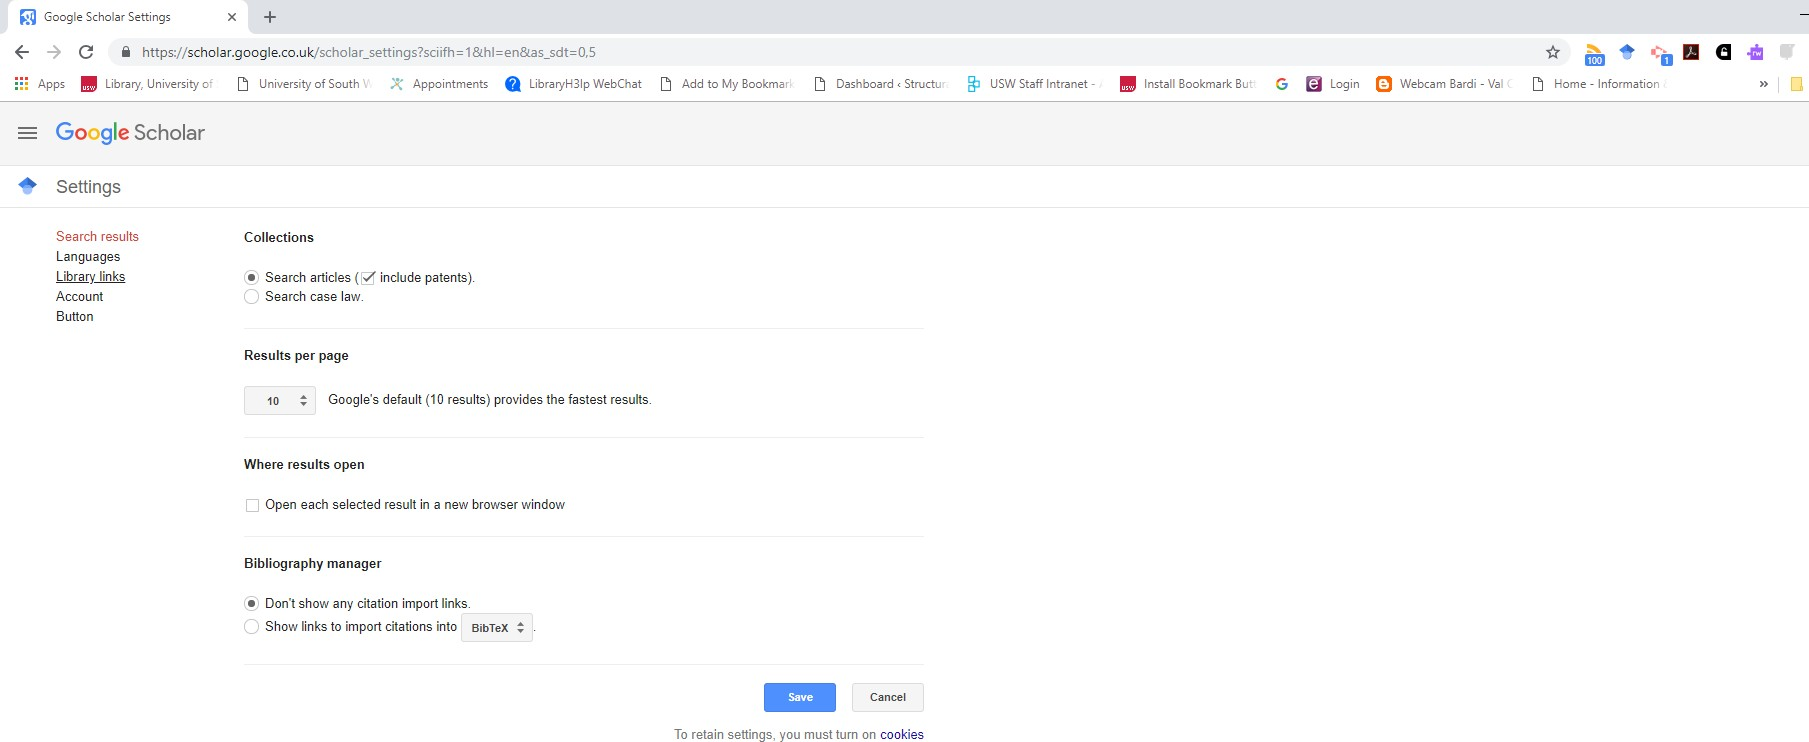 Google Scholar Settings
https://scholar.google.co.uk/scholar_settings?sciifh=1&hl=en&as_sdt=0,5
100 1
Apps usw Library, University of University of South W Appointments LibraryH3lp WebChat Add to My Bookmark Dashboard ‹ Structur USW Staff Intranet - usw Install Bookmark But G Login Webcam Bardi - Val Home - Information »
Google Scholar
Settings
Search results
Languages
Library links
Account
Button
Collections
Search articles ( include patents).
Search case law.
Results per page
10 Google's default (10 results) provides the fastest results.
Where results open
Open each selected result in a new browser window
Bibliography manager
Don't show any citation import links.
Show links to import citations into BibTeX .
Save Cancel
To retain settings, you must turn on cookies